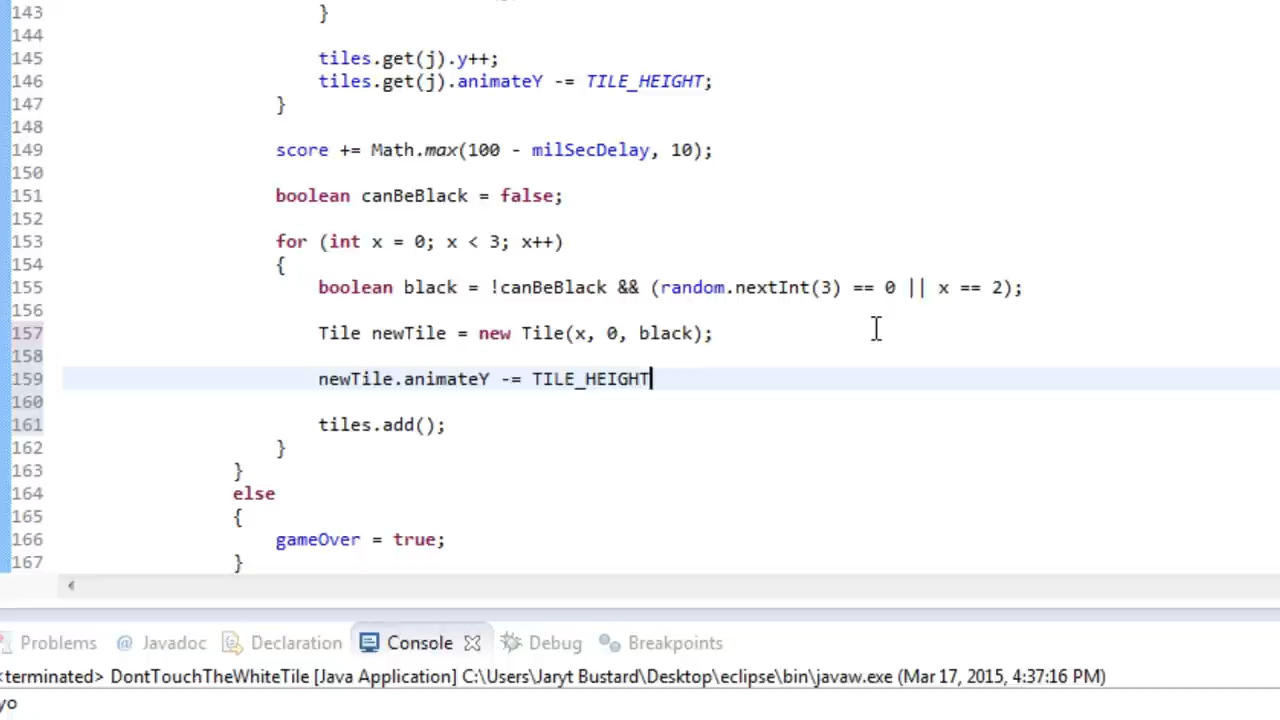 143 }
144
145 tiles.get(j).y++;
146 tiles.get(j).animateY -= TILE_HEIGHT;
147 }
148
149 score += Math.max(100 - milSecDelay, 10);
150
151 boolean canBeBlack = false;
152
153 for (int x = 0; x < 3; x++)
154 {
155 boolean black = !canBeBlack && (random.nextInt(3) == 0 || x == 2);
156
157 Tile newTile = new Tile(x, 0, black);
158
159 newTile.animateY -= TILE_HEIGHT
160
161 tiles.add();
162 }
163 }
164 else
165 {
166 gameOver = true;
167 }
Problems @ Javadoc Declaration Console Debug Breakpoints
<terminated> DontTouchTheWhiteTile [Java Application] C:\Users\Jaryt Bustard\Desktop\eclipse\bin\javaw.exe (Mar 17, 2015, 4:37:16 PM)
yo